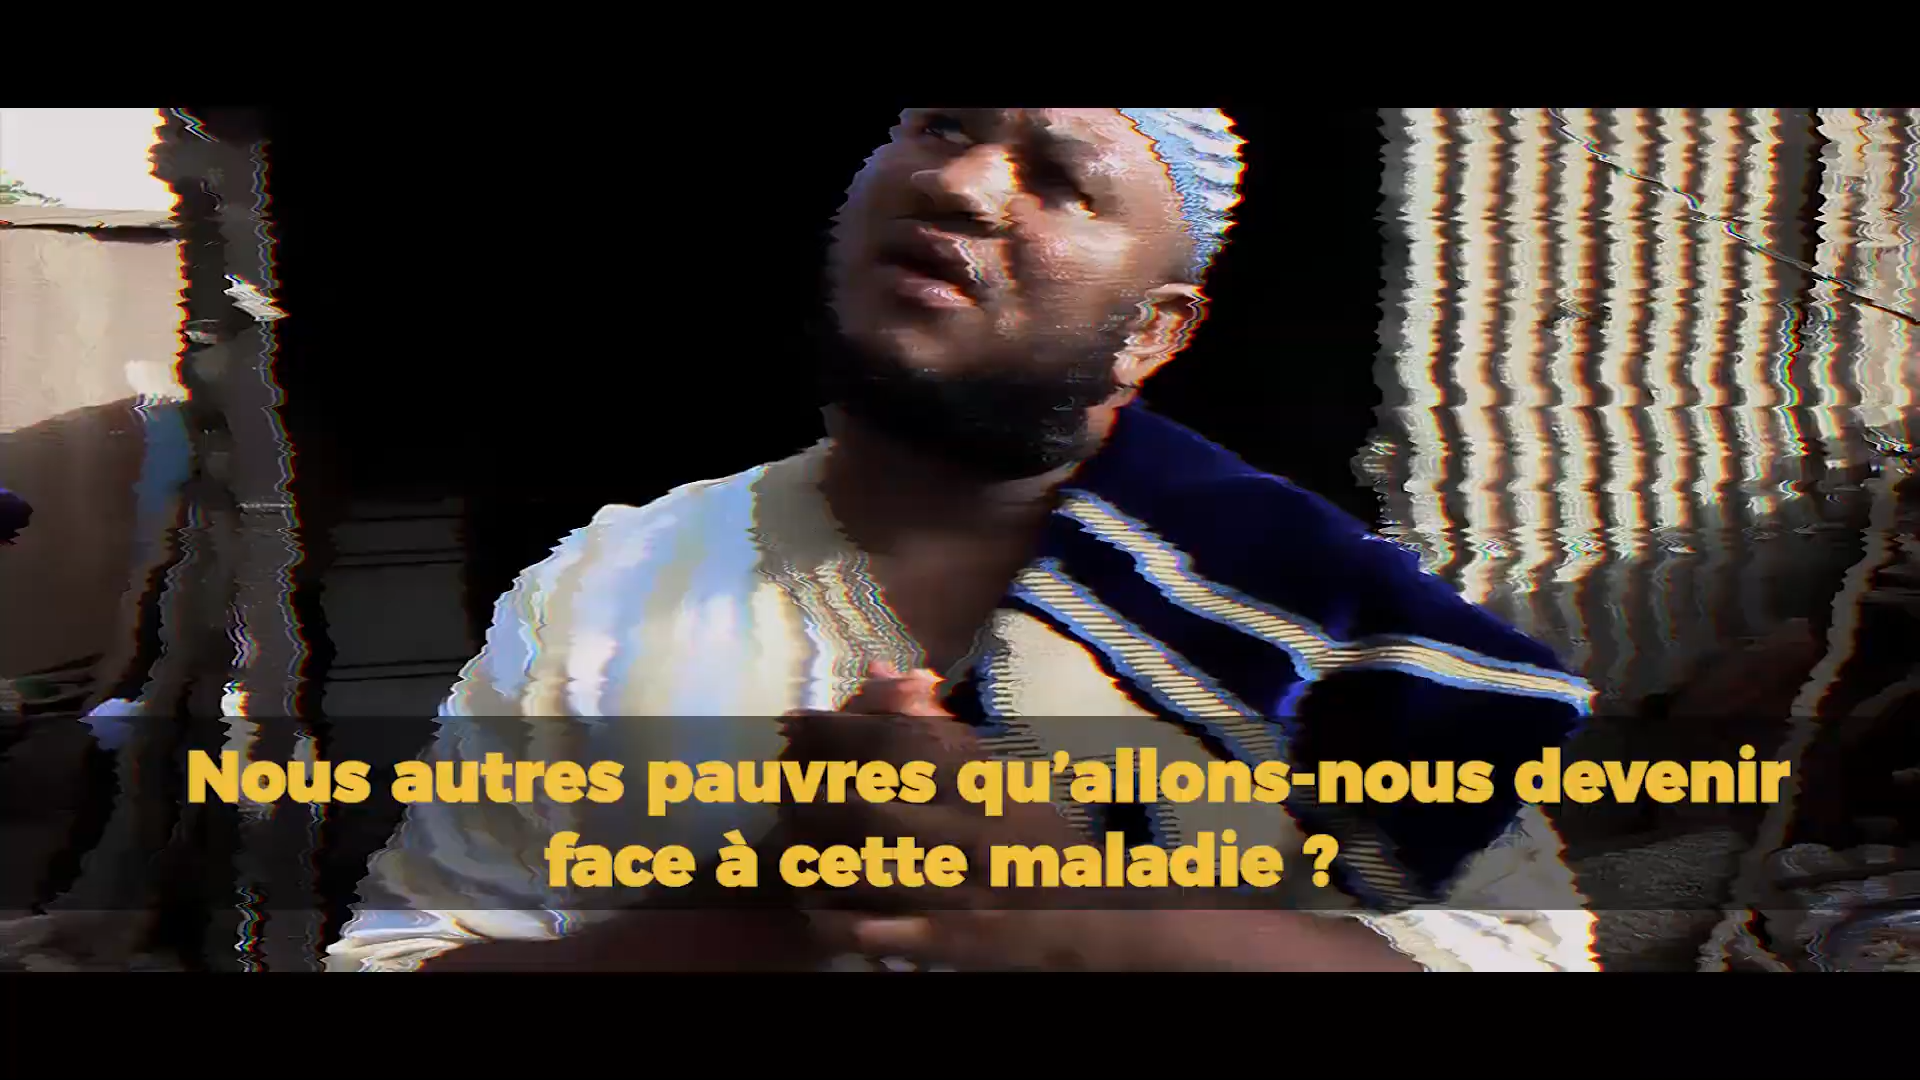 Nous autres pauvres qu’allons-nous devenir
face à cette maladie ?